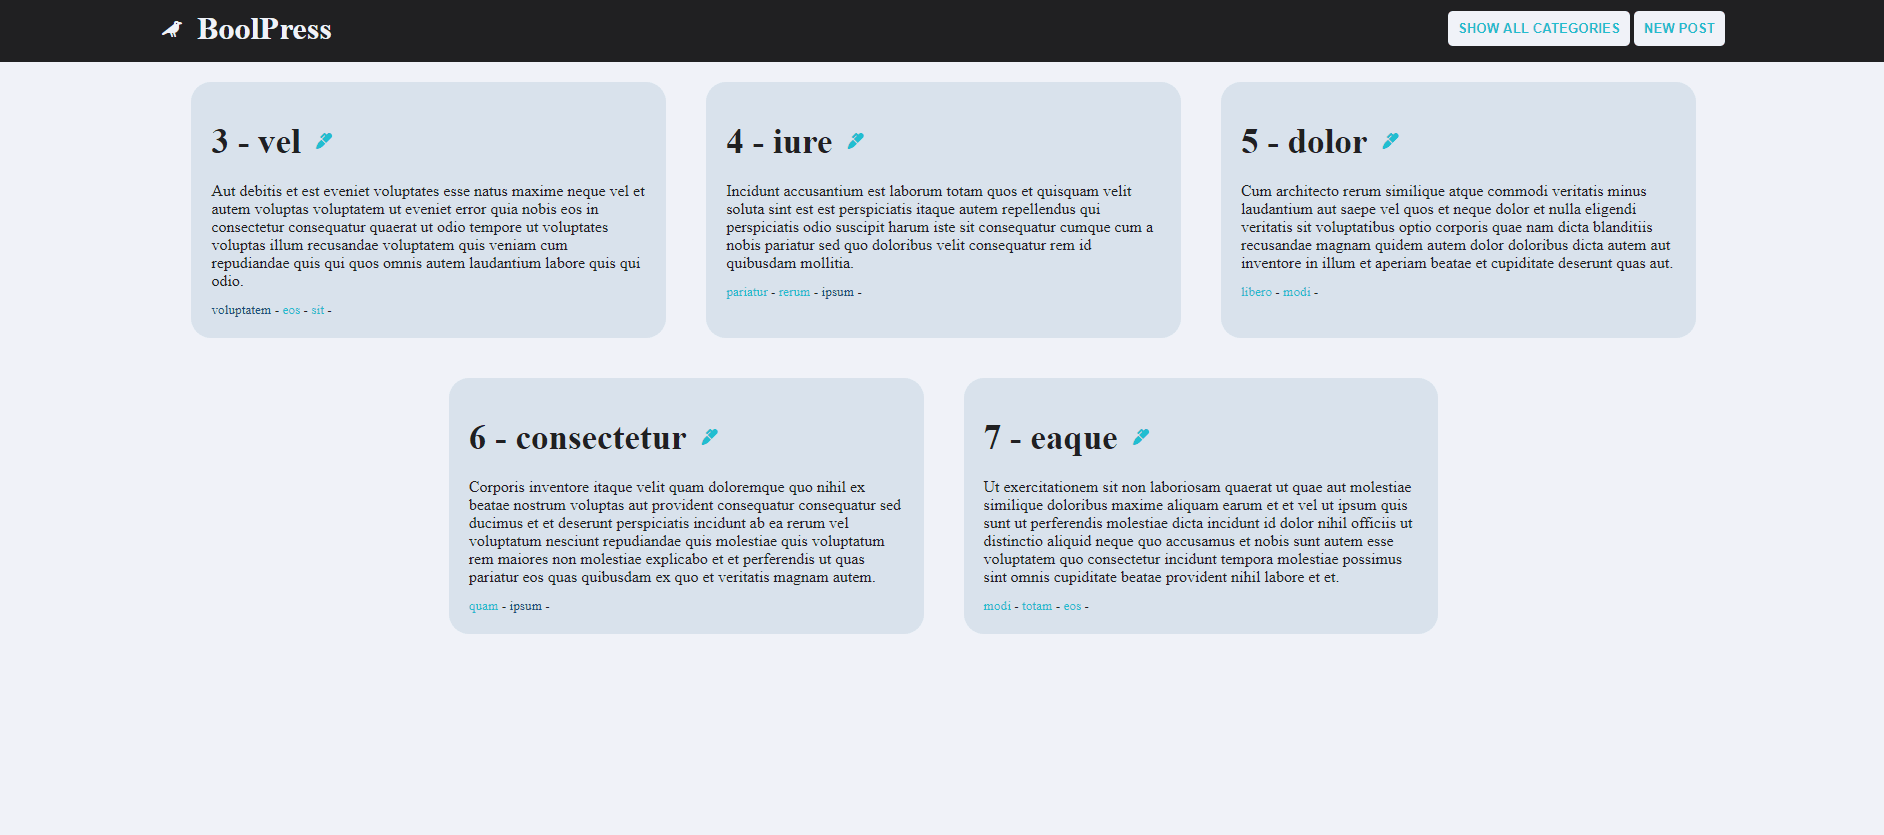 BoolPress
SHOW ALL CATEGORIES NEW POST
3 - vel
Aut debitis et est eveniet voluptates esse natus maxime neque vel et
autem voluptas voluptatem ut eveniet error quia nobis eos in
consectetur consequatur quaerat ut odio tempore ut voluptates
voluptas illum recusandae voluptatem quis veniam cum
repudiandae quis qui quos omnis autem laudantium labore quis qui
odio.
voluptatem - eos - sit -
4 - iure
Incidunt accusantium est laborum totam quos et quisquam velit
soluta sint est est perspiciatis itaque autem repellendus qui
perspiciatis odio suscipit harum iste sit consequatur cumque cum a
nobis pariatur sed quo doloribus velit consequatur rem id
quibusdam mollitia.
pariatur - rerum - ipsum -
5 - dolor
Cum architecto rerum similique atque commodi veritatis minus
laudantium aut saepe vel quos et neque dolor et nulla eligendi
veritatis sit voluptatibus optio corporis quae nam dicta blanditiis
recusandae magnam quidem autem dolor doloribus dicta autem aut
inventore in illum et aperiam beatae et cupiditate deserunt quas aut.
libero - modi -
6 - consectetur
Corporis inventore itaque velit quam doloremque quo nihil ex
beatae nostrum voluptas aut provident consequatur consequatur sed
ducimus et et deserunt perspiciatis incidunt ab ea rerum vel
voluptatum nesciunt repudiandae quis molestiae quis voluptatum
rem maiores non molestiae explicabo et et perferendis ut quas
pariatur eos quas quibusdam ex quo et veritatis magnam autem.
quam - ipsum -
7 - eaque
Ut exercitationem sit non laboriosam quaerat ut quae aut molestiae
similique doloribus maxime aliquam earum et et vel ut ipsum quis
sunt ut perferendis molestiae dicta incidunt id dolor nihil officiis ut
distinctio aliquid neque quo accusamus et nobis sunt autem esse
voluptatem quo consectetur incidunt tempora molestiae possimus
sint omnis cupiditate beatae provident nihil labore et et.
modi - totam - eos -